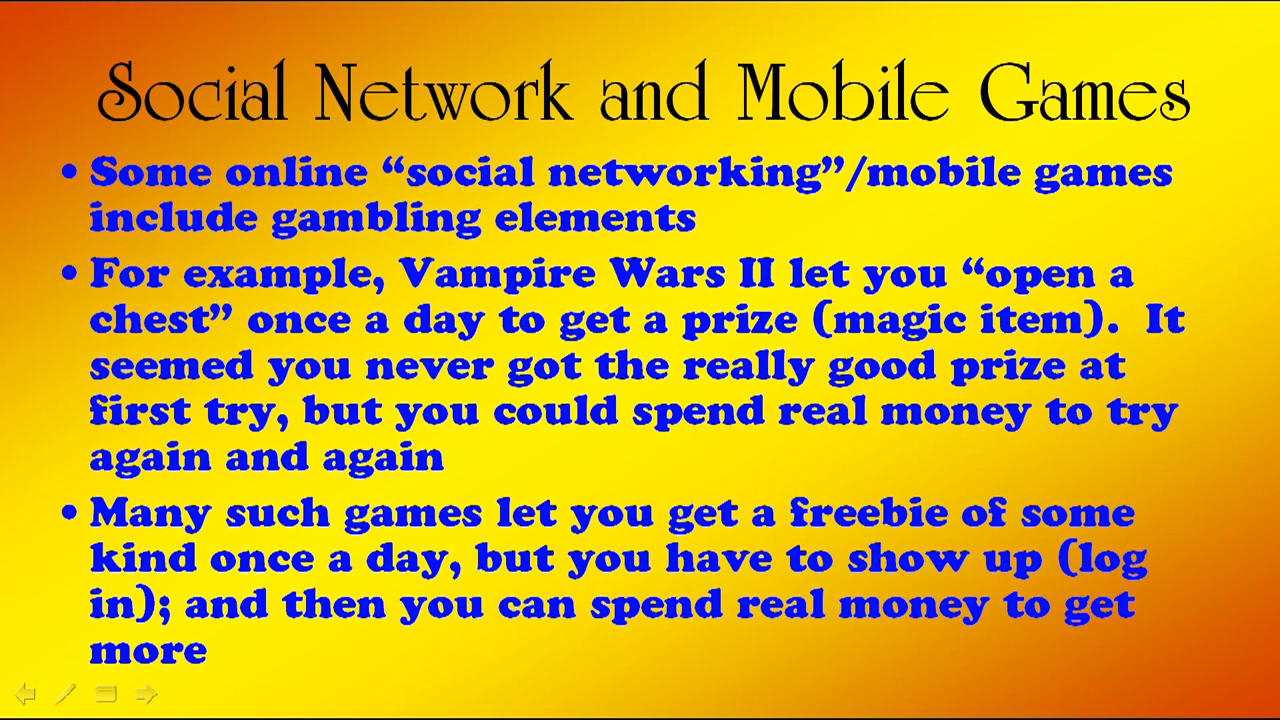 Social Network and Mobile Games
• Some online “social networking”/mobile games
include gambling elements
• For example, Vampire Wars II let you “open a
chest” once a day to get a prize (magic item).  It
seemed you never got the really good prize at
first try, but you could spend real money to try
again and again
• Many such games let you get a freebie of some
kind once a day, but you have to show up (log
in); and then you can spend real money to get
more